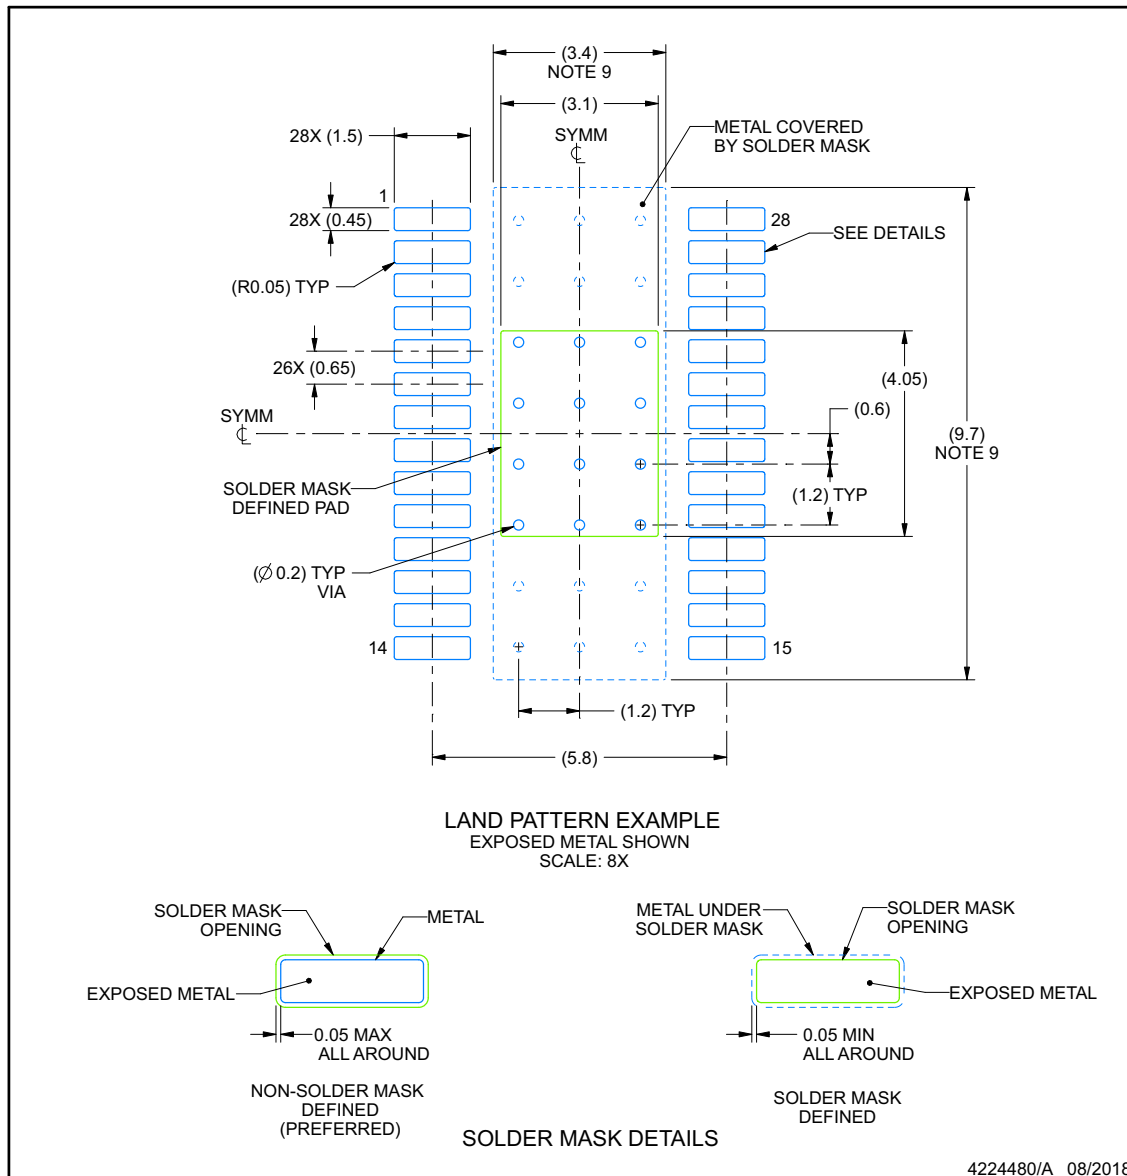 (3.4)
NOTE 9
(3.1)
SYMM
℄
METAL COVERED
BY SOLDER MASK
28X (1.5)
1
28X (0.45)
28
SEE DETAILS
(R0.05) TYP
26X (0.65)
(4.05)
(0.6)
SYMM
℄
(9.7)
NOTE 9
SOLDER MASK
DEFINED PAD
(1.2) TYP
(∅ 0.2) TYP
VIA
14
15
(1.2) TYP
(5.8)
LAND PATTERN EXAMPLE
EXPOSED METAL SHOWN
SCALE: 8X
SOLDER MASK
OPENING
METAL
EXPOSED METAL
0.05 MAX
ALL AROUND
NON-SOLDER MASK
DEFINED
(PREFERRED)
METAL UNDER
SOLDER MASK
SOLDER MASK
OPENING
EXPOSED METAL
0.05 MIN
ALL AROUND
SOLDER MASK
DEFINED
SOLDER MASK DETAILS
4224480/A 08/2018